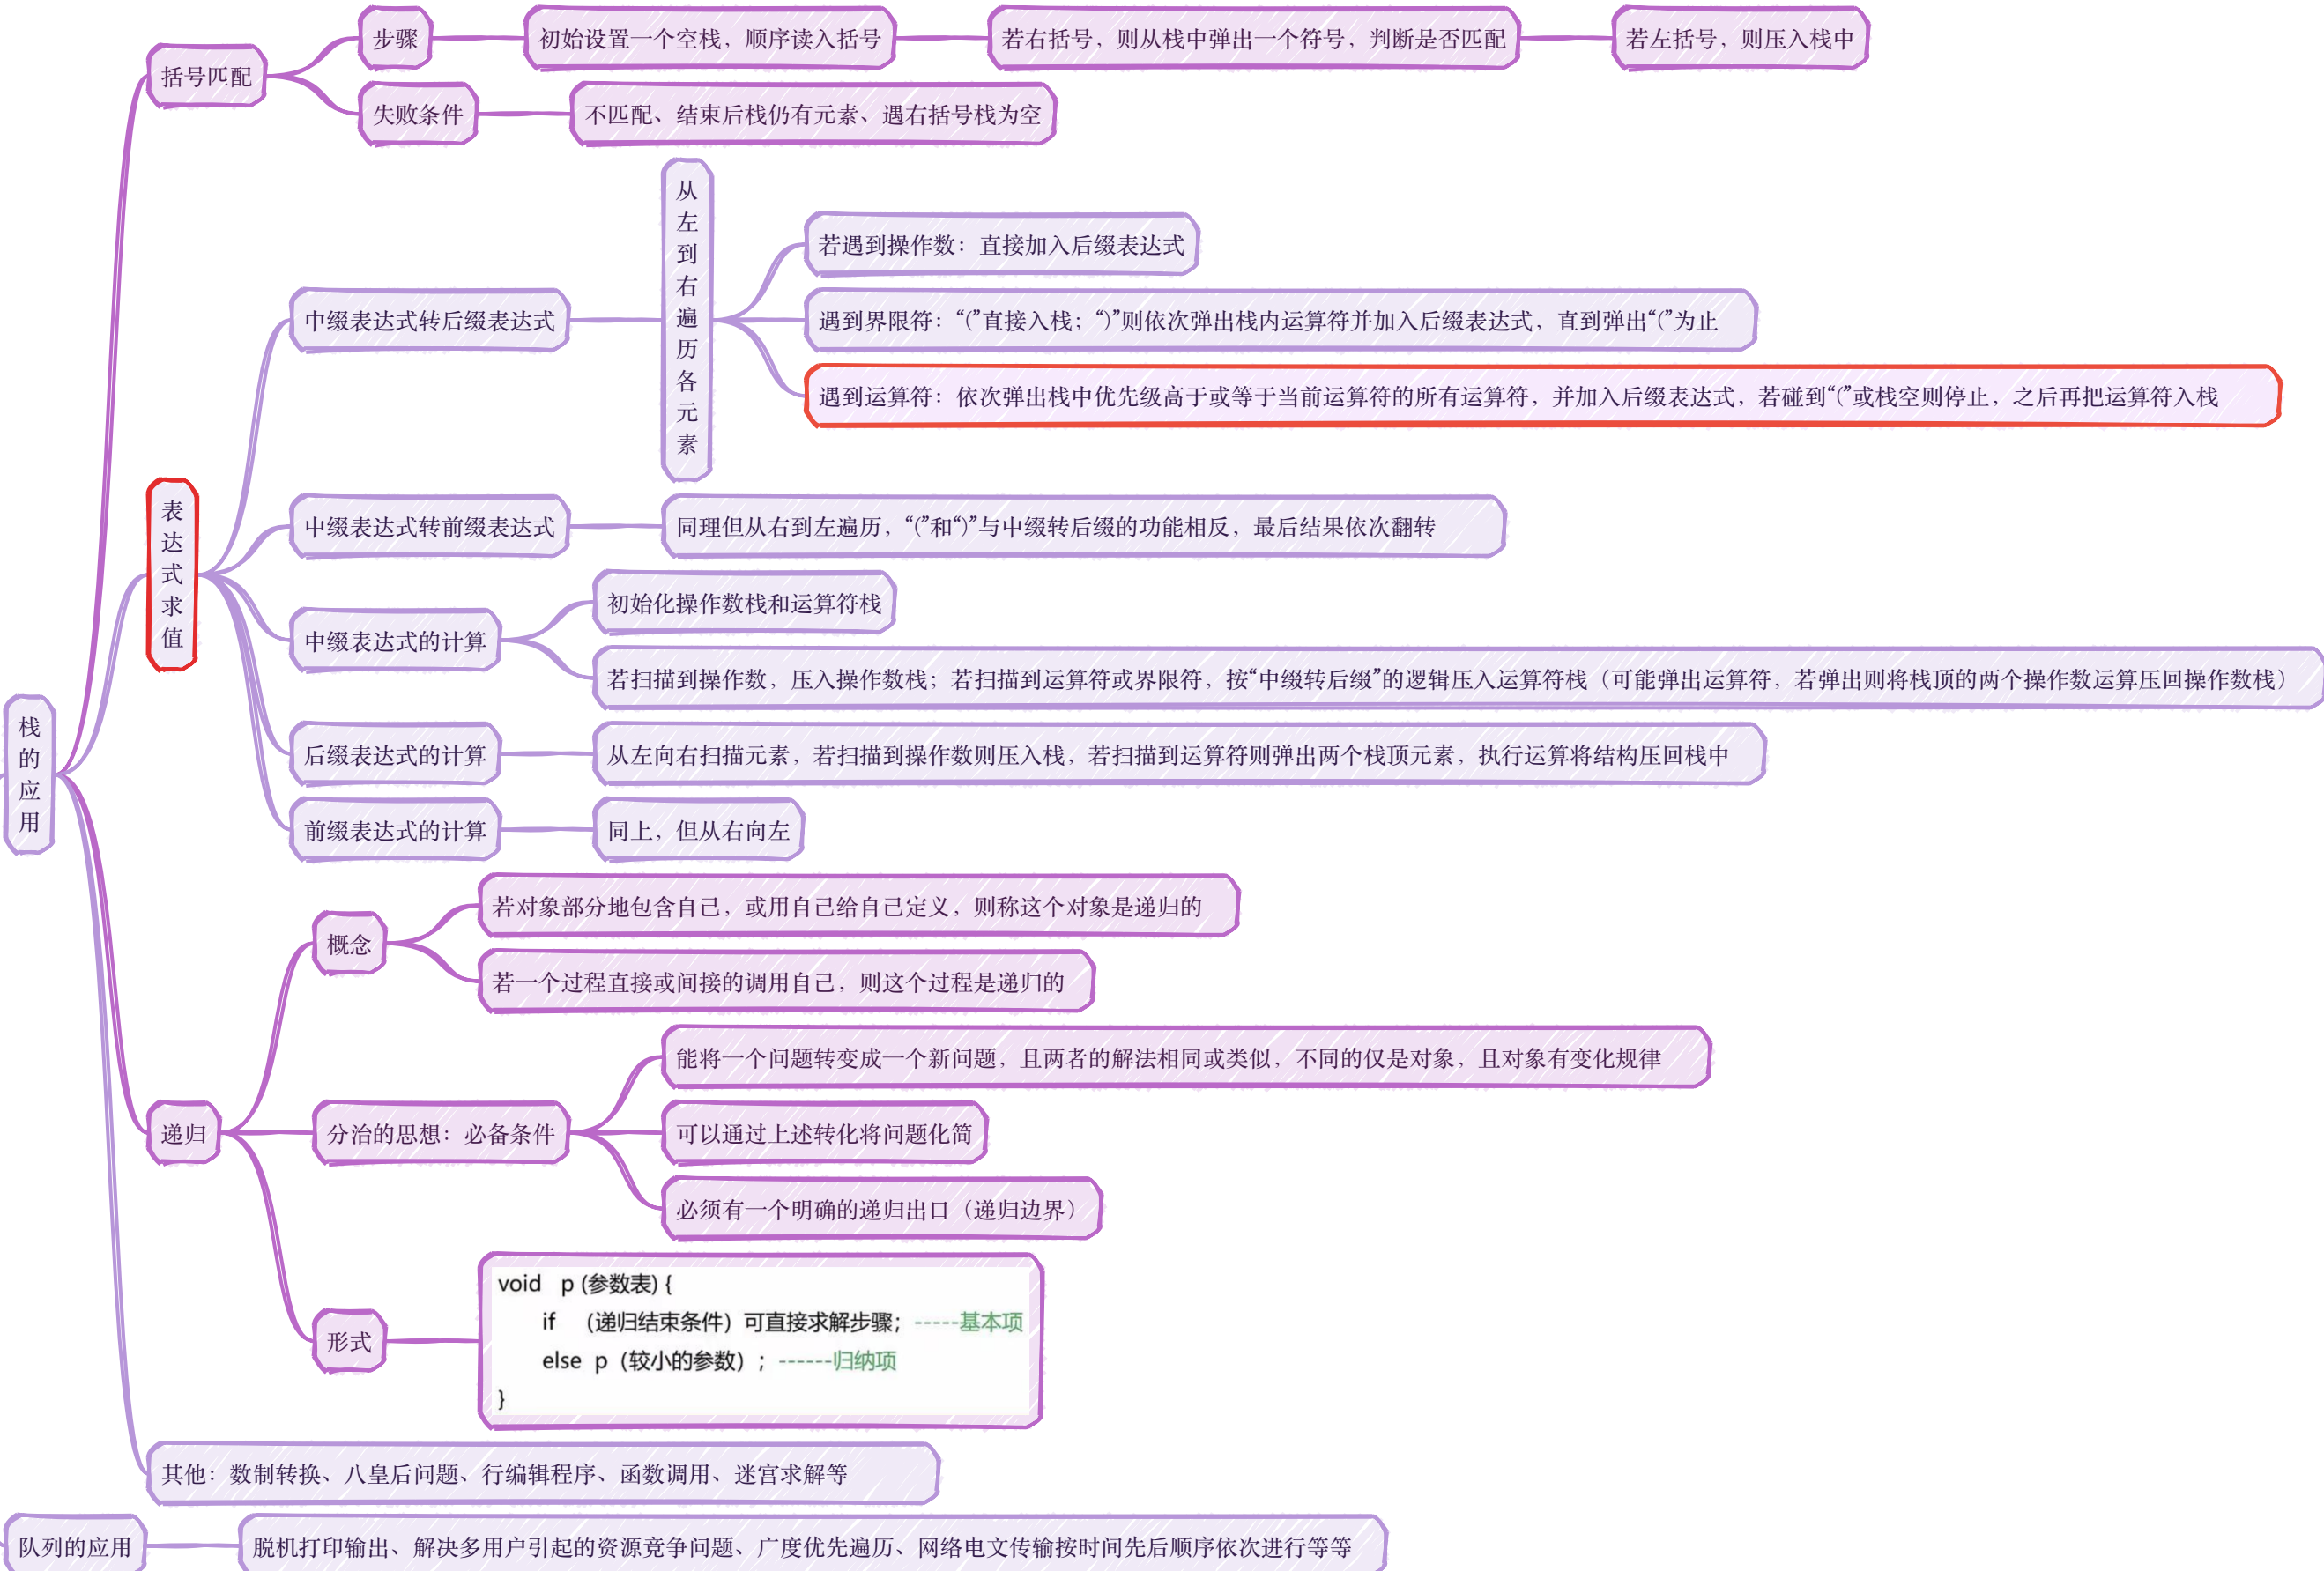 栈的应用
括号匹配
步骤
初始设置一个空栈，顺序读入括号
若右括号，则从栈中弹出一个符号，判断是否匹配
若左括号，则压入栈中
失败条件
不匹配、结束后栈仍有元素、遇右括号栈为空
表达式求值
中缀表达式转后缀表达式
从左到右遍历各元素
若遇到操作数：直接加入后缀表达式
遇到界限符：“(”直接入栈；“)”则依次弹出栈内运算符并加入后缀表达式，直到弹出“(”为止
遇到运算符：依次弹出栈中优先级高于或等于当前运算符的所有运算符，并加入后缀表达式，若碰到“(”或栈空则停止，之后再把运算符入栈
中缀表达式转前缀表达式
同理但从右到左遍历，“(”和“)”与中缀转后缀的功能相反，最后结果依次翻转
中缀表达式的计算
初始化操作数栈和运算符栈
若扫描到操作数，压入操作数栈；若扫描到运算符或界限符，按“中缀转后缀”的逻辑压入运算符栈（可能弹出运算符，若弹出则将栈顶的两个操作数运算压回操作数栈）
后缀表达式的计算
从左向右扫描元素，若扫描到操作数则压入栈，若扫描到运算符则弹出两个栈顶元素，执行运算将结构压回栈中
前缀表达式的计算
同上，但从右向左
递归
概念
若对象部分地包含自己，或用自己给自己定义，则称这个对象是递归的
若一个过程直接或间接的调用自己，则这个过程是递归的
分治的思想：必备条件
能将一个问题转变成一个新问题，且两者的解法相同或类似，不同的仅是对象，且对象有变化规律
可以通过上述转化将问题化简
必须有一个明确的递归出口（递归边界）
形式
void p (参数表) {
if （递归结束条件）可直接求解步骤；-----基本项
else p（较小的参数）；------归纳项
}
其他：数制转换、八皇后问题、行编辑程序、函数调用、迷宫求解等
队列的应用
脱机打印输出、解决多用户引起的资源竞争问题、广度优先遍历、网络电文传输按时间先后顺序依次进行等等